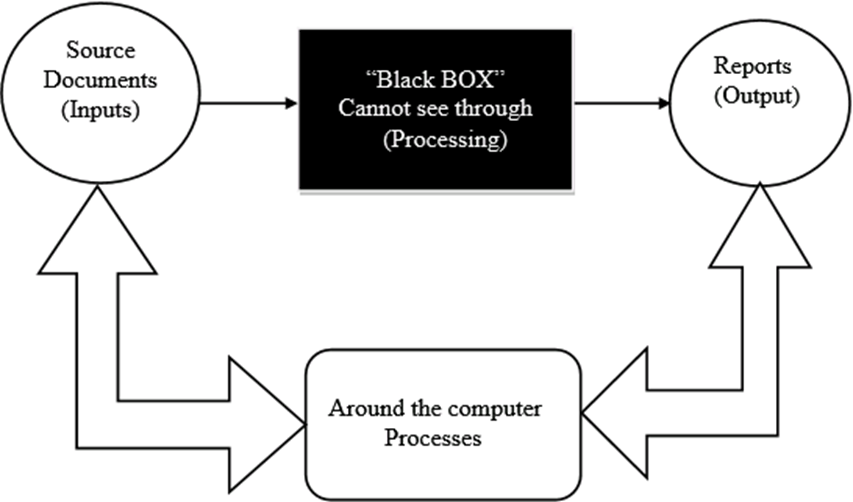 Source
Documents
(Inputs)
“Black BOX”
Cannot see through
(Processing)
Reports
(Output)
Around the computer
Processes